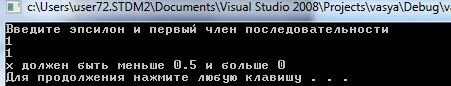 c:\Users\user72.STDM2\Documents\Visual Studio 2008\Projects\vasya\Debug\va
Введите эпсилон и первый член последовательности
1
1
x должен быть меньше 0.5 и больше 0
Для продолжения нажмите любую клавишу . . .